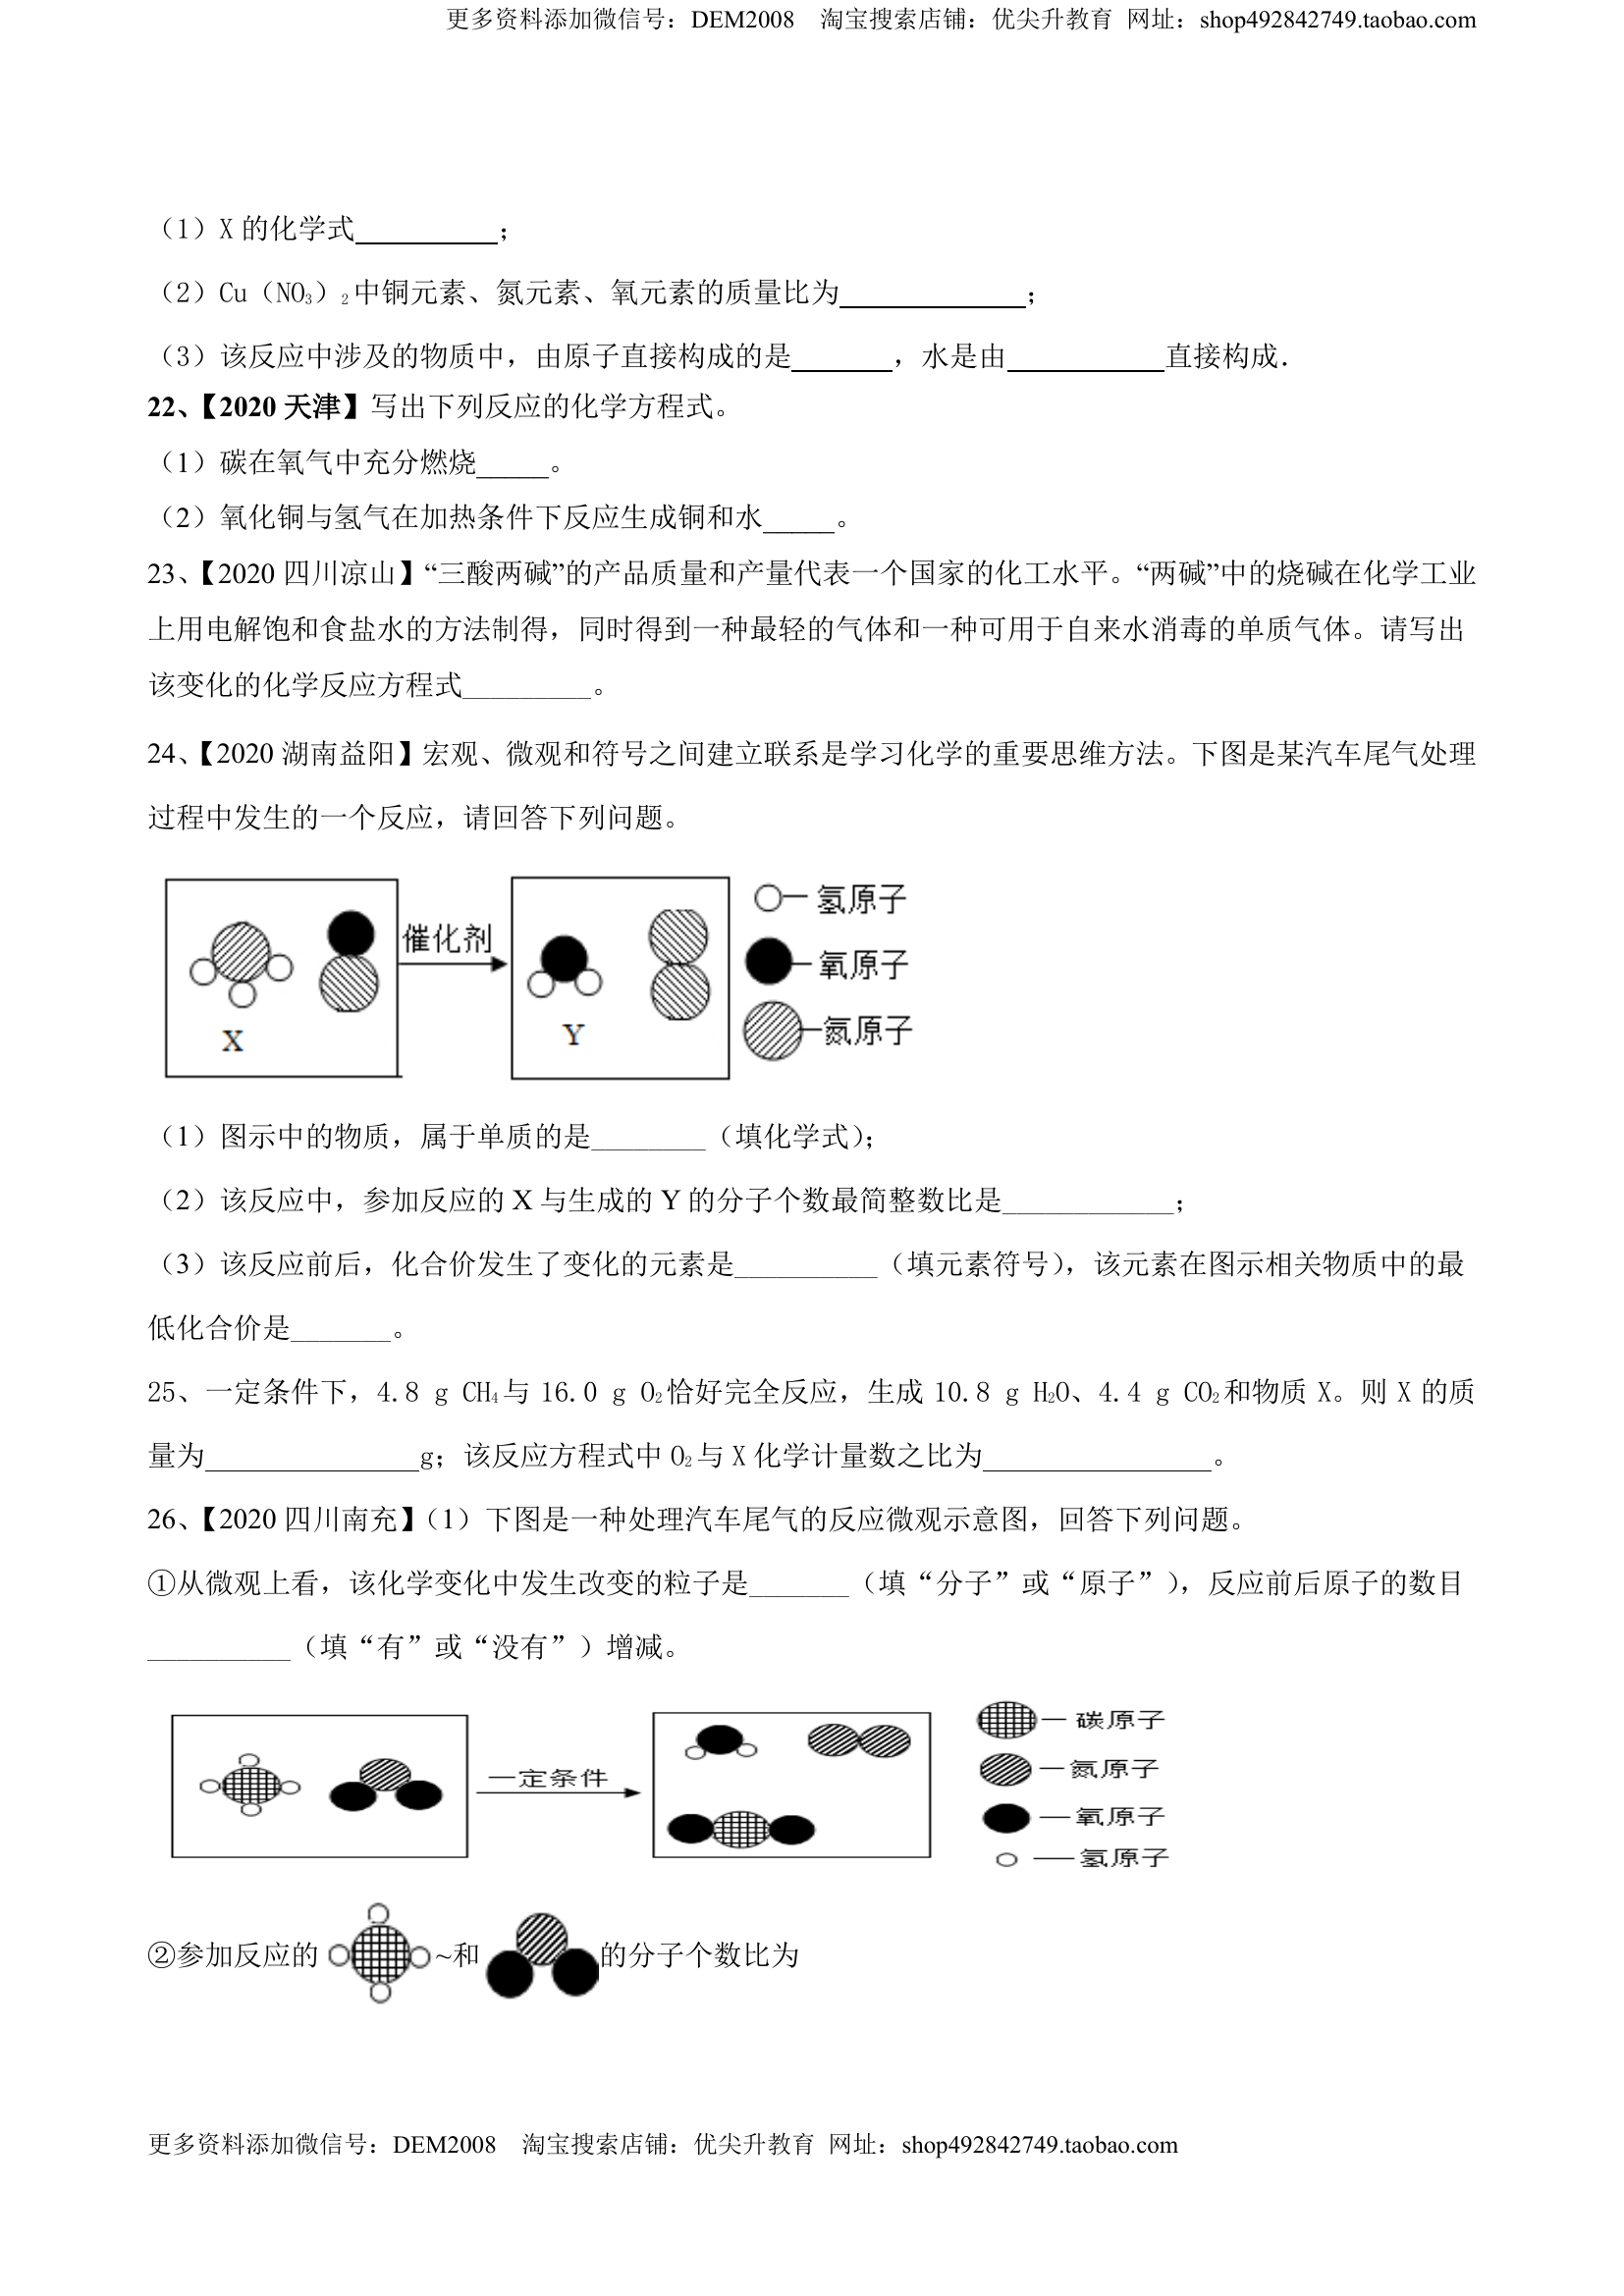 更多资料添加微信号：DEM2008 淘宝搜索店铺：优尖升教育 网址：shop492842749.taobao.com
（1）X 的化学式__________；
（2）Cu（NO₃）₂中铜元素、氮元素、氧元素的质量比为_____________；
（3）该反应中涉及的物质中，由原子直接构成的是_______，水是由___________直接构成．
22、【2020 天津】写出下列反应的化学方程式。
（1）碳在氧气中充分燃烧_____。
（2）氧化铜与氢气在加热条件下反应生成铜和水_____。
23、【2020 四川凉山】“三酸两碱”的产品质量和产量代表一个国家的化工水平。“两碱”中的烧碱在化学工业
上用电解饱和食盐水的方法制得，同时得到一种最轻的气体和一种可用于自来水消毒的单质气体。请写出
该变化的化学反应方程式_________。
24、【2020 湖南益阳】宏观、微观和符号之间建立联系是学习化学的重要思维方法。下图是某汽车尾气处理
过程中发生的一个反应，请回答下列问题。
催化剂
X
Y
氢原子
氧原子
氮原子
（1）图示中的物质，属于单质的是________（填化学式）；
（2）该反应中，参加反应的 X 与生成的 Y 的分子个数最简整数比是____________；
（3）该反应前后，化合价发生了变化的元素是__________（填元素符号），该元素在图示相关物质中的最
低化合价是_______。
25、一定条件下，4.8 g CH₄与 16.0 g O₂恰好完全反应，生成 10.8 g H₂O、4.4 g CO₂和物质 X。则 X 的质
量为_______________g；该反应方程式中 O₂与 X 化学计量数之比为________________。
26、【2020 四川南充】（1）下图是一种处理汽车尾气的反应微观示意图，回答下列问题。
①从微观上看，该化学变化中发生改变的粒子是_______（填“分子”或“原子”），反应前后原子的数目
__________（填“有”或“没有”）增减。
一定条件
碳原子
氮原子
氧原子
氢原子
②参加反应的 ~和 的分子个数比为
更多资料添加微信号：DEM2008 淘宝搜索店铺：优尖升教育 网址：shop492842749.taobao.com